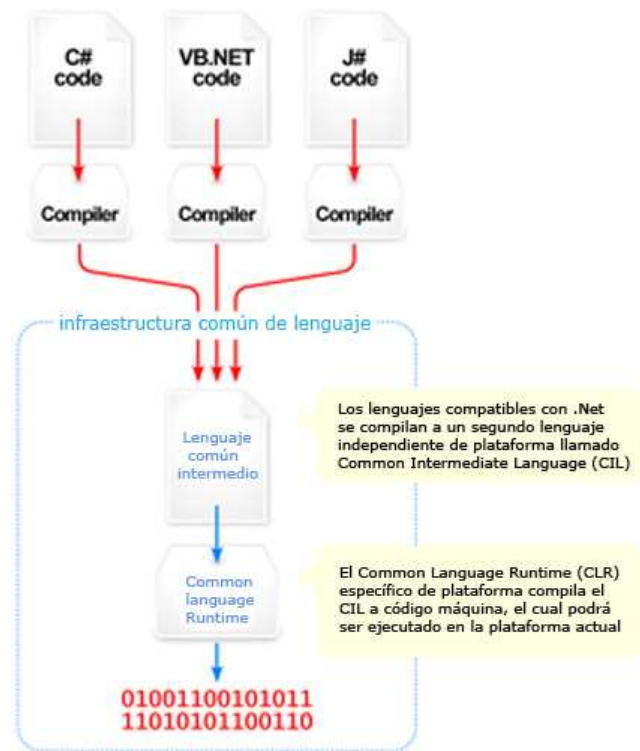 C#
code
VB.NET
code
J#
code
Compiler
Compiler
Compiler
infraestructura común de lenguaje
Lenguaje
común
intermedio
Los lenguajes compatibles con .Net
se compilan a un segundo lenguaje
independiente de plataforma llamado
Common Intermediate Language (CIL)
Common
language
Runtime
El Common Language Runtime (CLR)
específico de plataforma compila el
CIL a código máquina, el cual podrá
ser ejecutado en la plataforma actual
01001100101011
11010101100110